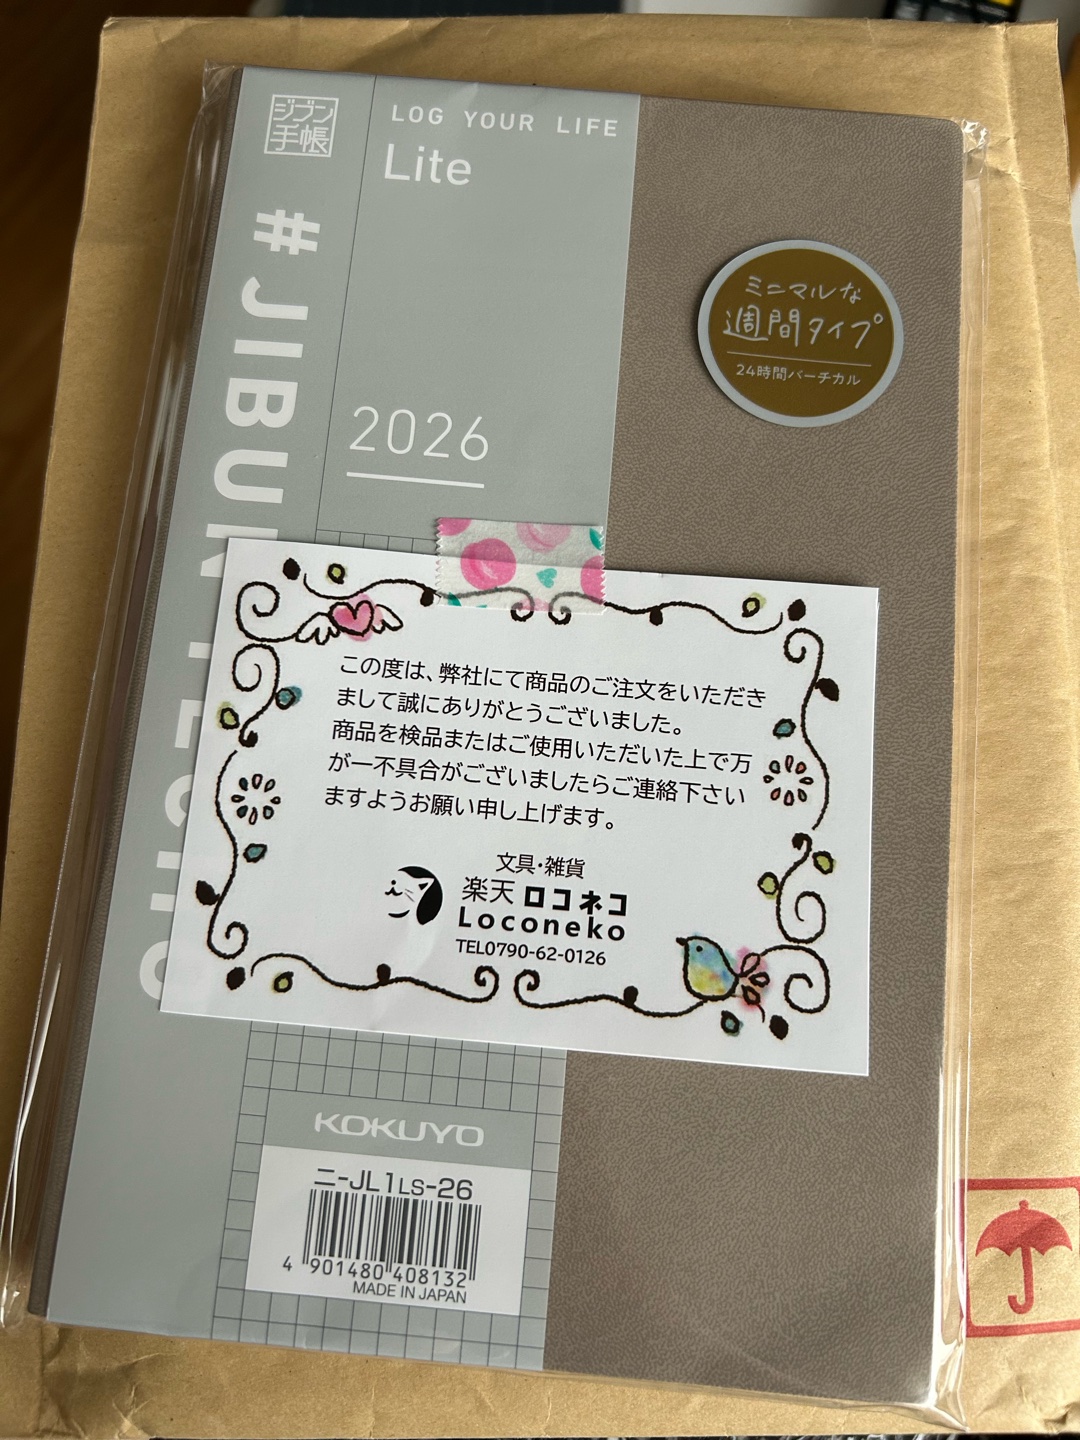 ジブン
手帳
LOG YOUR LIFE
Lite
#JIBUN TECHO
2026
ミニマルな
週間タイプ
24時間バーチカル
この度は、弊社にて商品のご注文をいただき
まして誠にありがとうございました。
商品を検品またはご使用いただいた上で万
が一不具合がございましたらご連絡下さい
ますようお願い申し上げます。
文具・雑貨
楽天 ロコネコ
Loconeko
TEL0790-62-0126
KOKUYO
ニ-JL1LS-26
4 901480 408132
MADE IN JAPAN